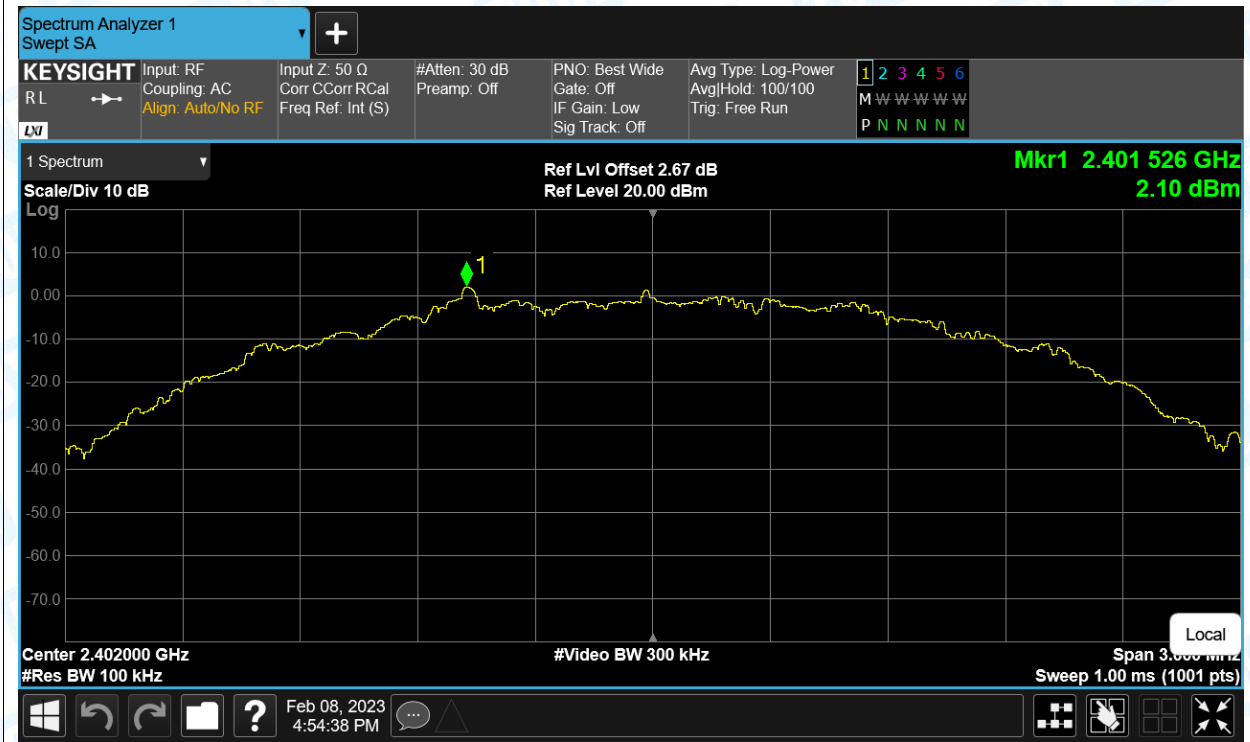 Spectrum Analyzer 1
Swept SA
KEYSIGHT
R L
LXI
Input: RF
Coupling: AC
Align: Auto/No RF
Input Z: 50 Ω
Corr CCorr RCal
Freq Ref: Int (S)
#Atten: 30 dB
Preamp: Off
PNO: Best Wide
Gate: Off
IF Gain: Low
Sig Track: Off
Avg Type: Log-Power
Avg|Hold: 100/100
Trig: Free Run
1 2 3 4 5 6
M W W W W W
P N N N N N
1 Spectrum
Scale/Div 10 dB
Ref Lvl Offset 2.67 dB
Ref Level 20.00 dBm
Mkr1 2.401 526 GHz
2.10 dBm
Log
10.0
1
0.00
-10.0
-20.0
-30.0
-40.0
-50.0
-60.0
-70.0
Local
Center 2.402000 GHz
#Video BW 300 kHz
Span
#Res BW 100 kHz
Sweep 1.00 ms (1001 pts)
?
Feb 08, 2023
4:54:38 PM